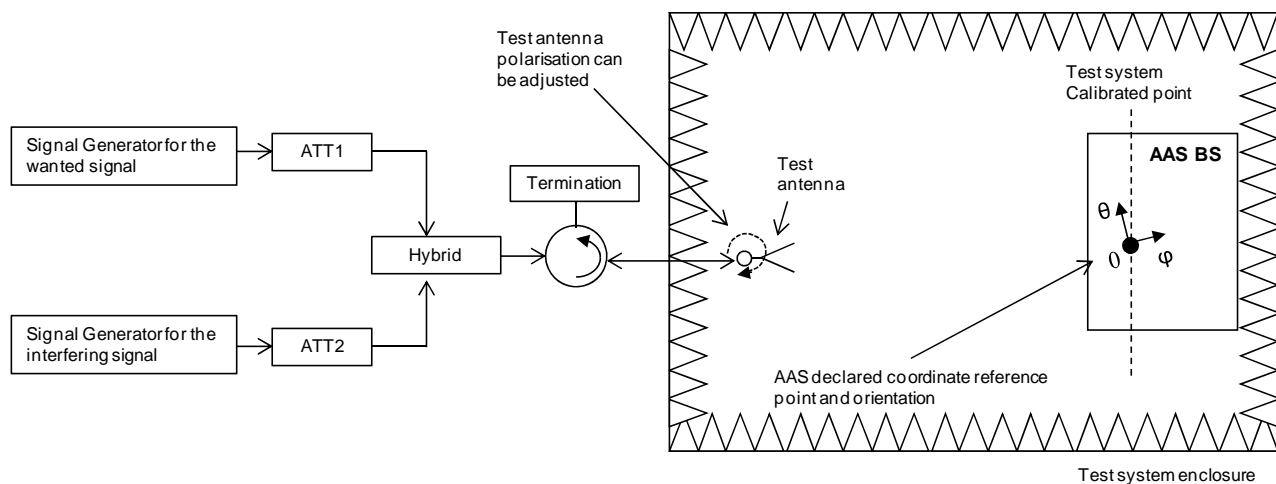 Signal Generator for the
wanted signal
ATT1
Signal Generator for the
interfering signal
ATT2
Hybrid
Termination
Test antenna
polarisation can
be adjusted
Test
antenna
Test system
Calibrated point
AAS BS
θ
0
φ
AAS declared coordinate reference
point and orientation
Test system enclosure